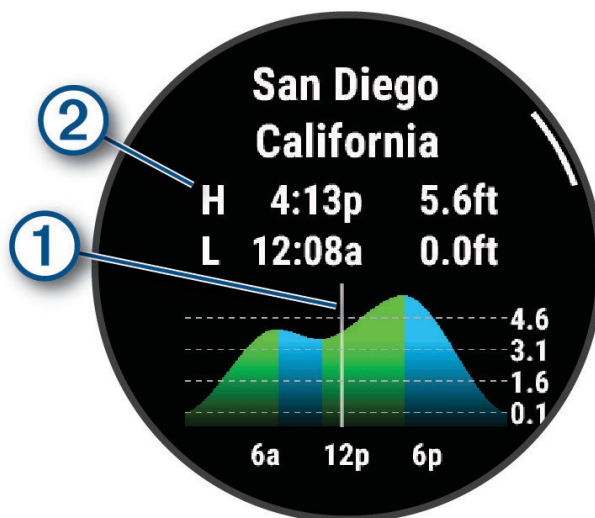 San Diego
California
2
H 4:13p 5.6ft
L 12:08a 0.0ft
1
4.6
3.1
1.6
0.1
6a 12p 6p